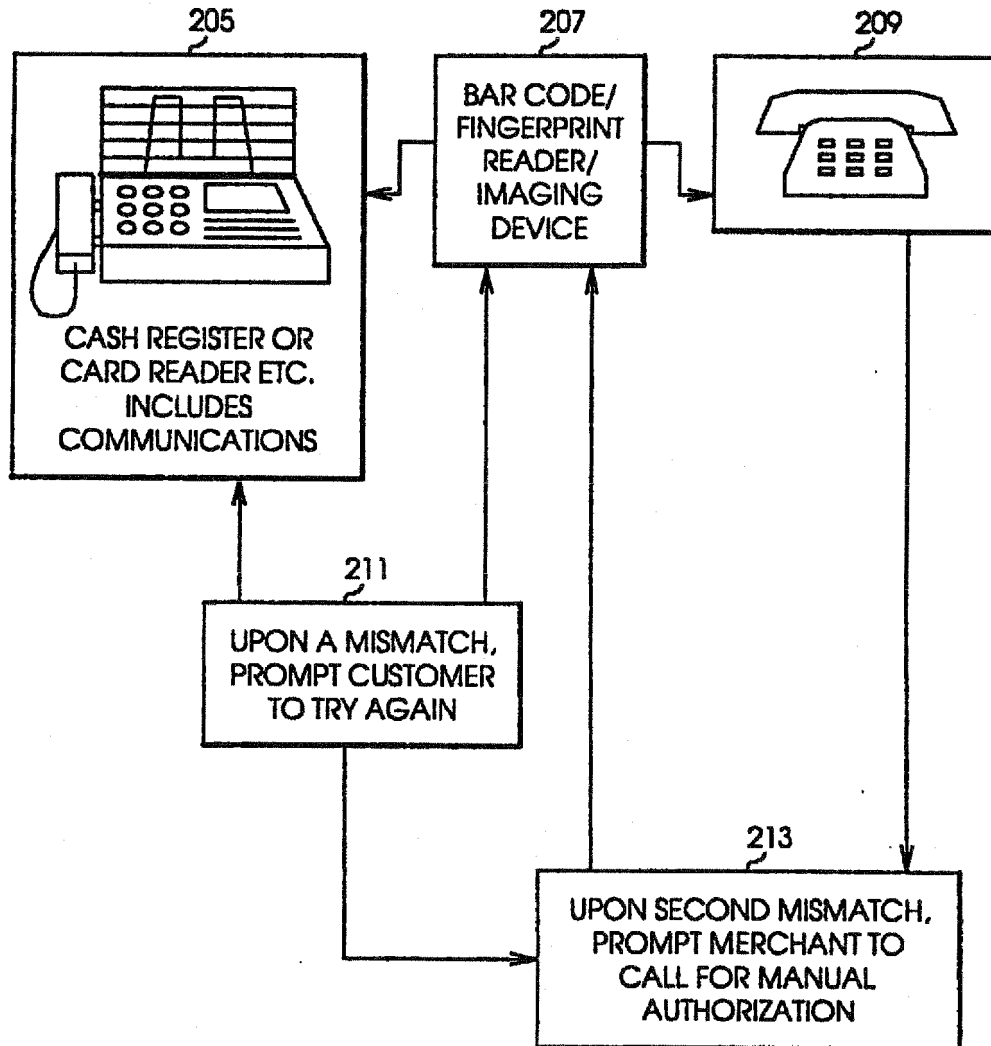 205
207
209
BAR CODE/
FINGERPRINT
READER/
IMAGING
DEVICE
CASH REGISTER OR
CARD READER ETC.
INCLUDES
COMMUNICATIONS
211
UPON A MISMATCH,
PROMPT CUSTOMER
TO TRY AGAIN
213
UPON SECOND MISMATCH,
PROMPT MERCHANT TO
CALL FOR MANUAL
AUTHORIZATION